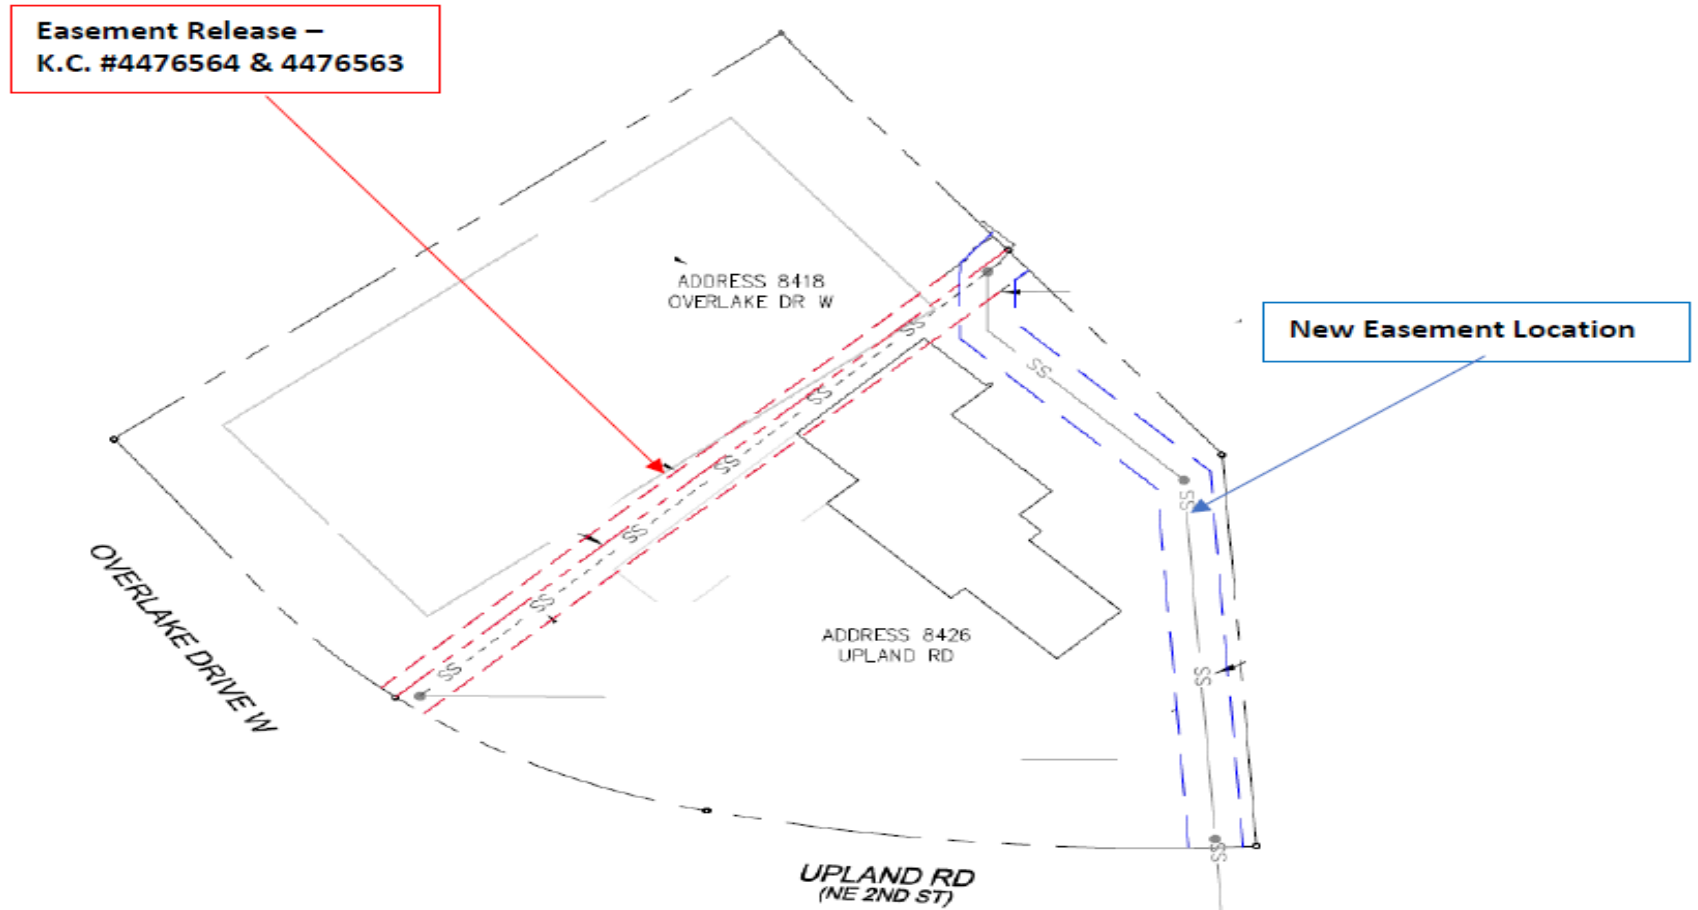 Easement Release –
K.C. #4476564 & 4476563
ADDRESS 8418
OVERLAKE DR W
New Easement Location
SS
SS
SS
SS
SS
SS
SS
SS
SS
SS
ADDRESS 8426
UPLAND RD
OVERLAKE DRIVE W
UPLAND RD
(NE 2ND ST)